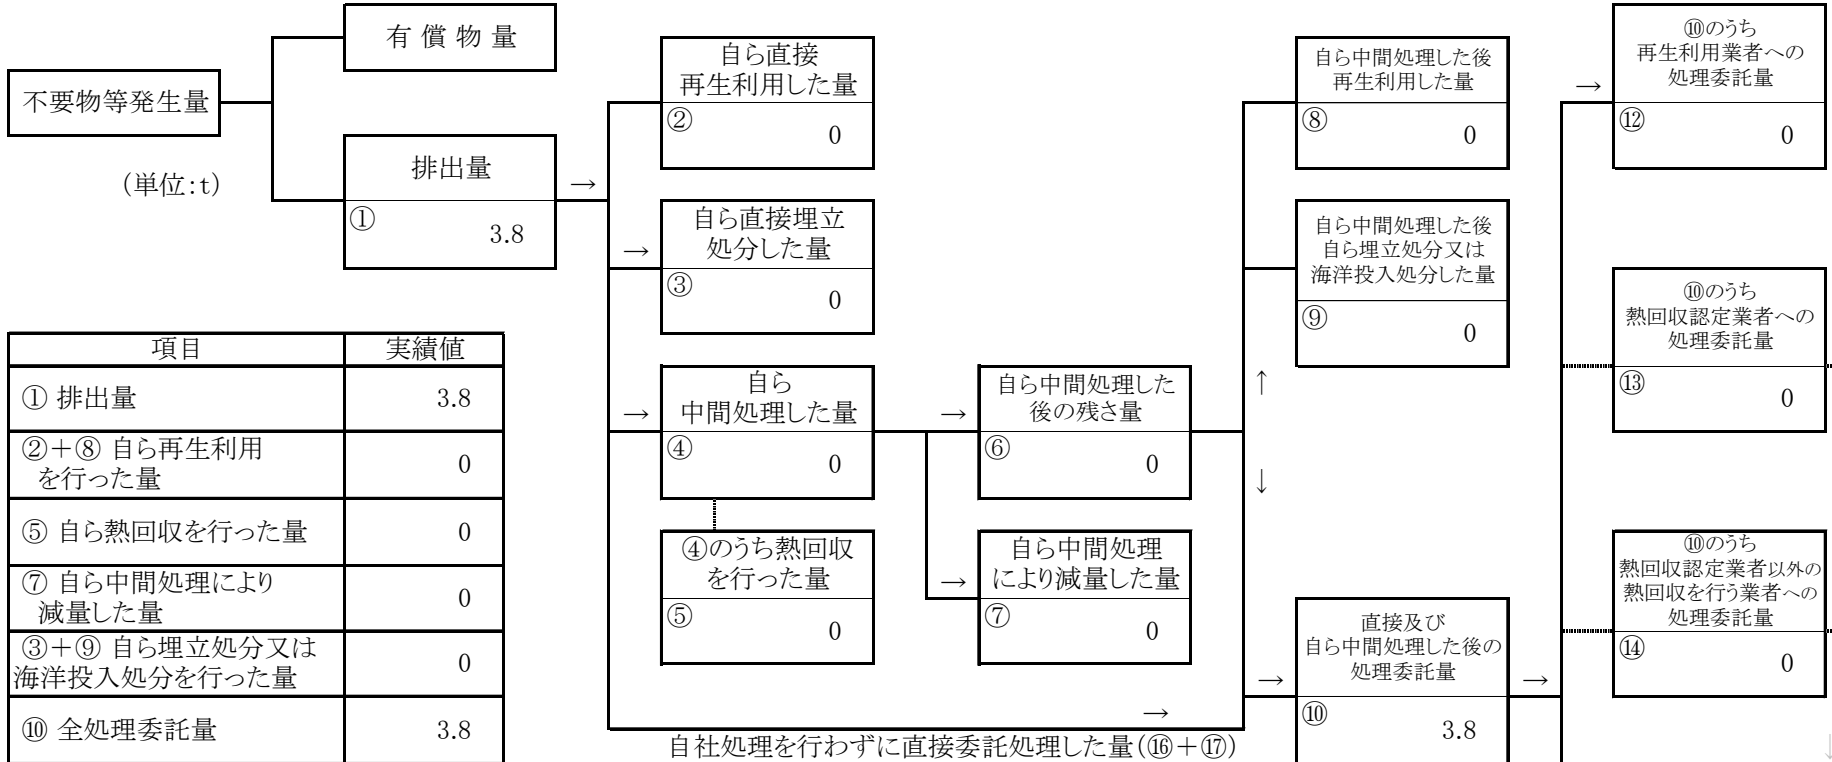 有償物量
不要物等発生量
(単位:t)
排出量
①
3.8
→
自ら直接
再生利用した量
②
0
→
自ら直接埋立
処分した量
③
0
→
自ら
中間処理した量
④
0
④のうち熱回収
を行った量
⑤
0
→
自ら中間処理した
後の残さ量
⑥
0
→
自ら中間処理
により減量した量
⑦
0
↑
↓
自ら中間処理した後
再生利用した量
⑧
0
自ら中間処理した後
自ら埋立処分又は
海洋投入処分した量
⑨
0
→
直接及び
自ら中間処理した後の
処理委託量
⑩
3.8
→
→
自社処理を行わずに直接委託処理した量(⑯+⑰)
→
⑩のうち
再生利用業者への
処理委託量
⑫
0
⑩のうち
熱回収認定業者への
処理委託量
⑬
0
⑩のうち
熱回収認定業者以外の
熱回収を行う業者への
処理委託量
⑭
0
↓
項目 実績値
① 排出量 3.8
②+⑧ 自ら再生利用
を行った量 0
⑤ 自ら熱回収を行った量 0
⑦ 自ら中間処理により
減量した量 0
③+⑨ 自ら埋立処分又は
海洋投入処分を行った量 0
⑩ 全処理委託量 3.8